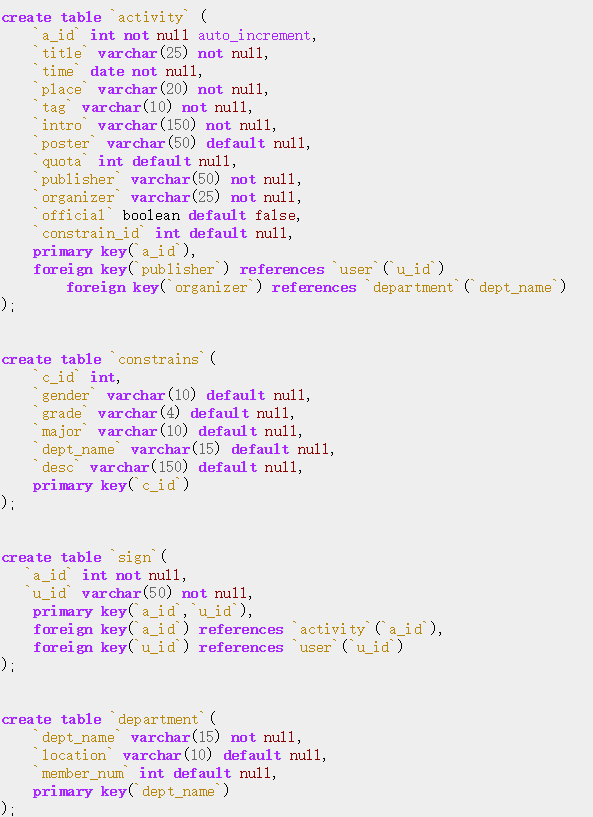 create table `activity` (
    `a_id` int not null auto_increment,
    `title` varchar(25) not null,
    `time` date not null,
    `place` varchar(20) not null,
    `tag` varchar(10) not null,
    `intro` varchar(150) not null,
    `poster` varchar(50) default null,
    `quota` int default null,
    `publisher` varchar(50) not null,
    `organizer` varchar(25) not null,
    `official` boolean default false,
    `constrain_id` int default null,
    primary key(`a_id`),
    foreign key(`publisher`) references `user`(`u_id`)
        foreign key(`organizer`) references `department`(`dept_name`)
);
create table `constrains`(
    `c_id` int,
    `gender` varchar(10) default null,
    `grade` varchar(4) default null,
    `major` varchar(10) default null,
    `dept_name` varchar(15) default null,
    `desc` varchar(150) default null,
    primary key(`c_id`)
);
create table `sign`(
   `a_id` int not null,
   `u_id` varchar(50) not null,
    primary key(`a_id`,`u_id`),
    foreign key(`a_id`) references `activity`(`a_id`),
    foreign key(`u_id`) references `user`(`u_id`)
);
create table `department`(
    `dept_name` varchar(15) not null,
    `location` varchar(10) default null,
    `member_num` int default null,
    primary key(`dept_name`)
);